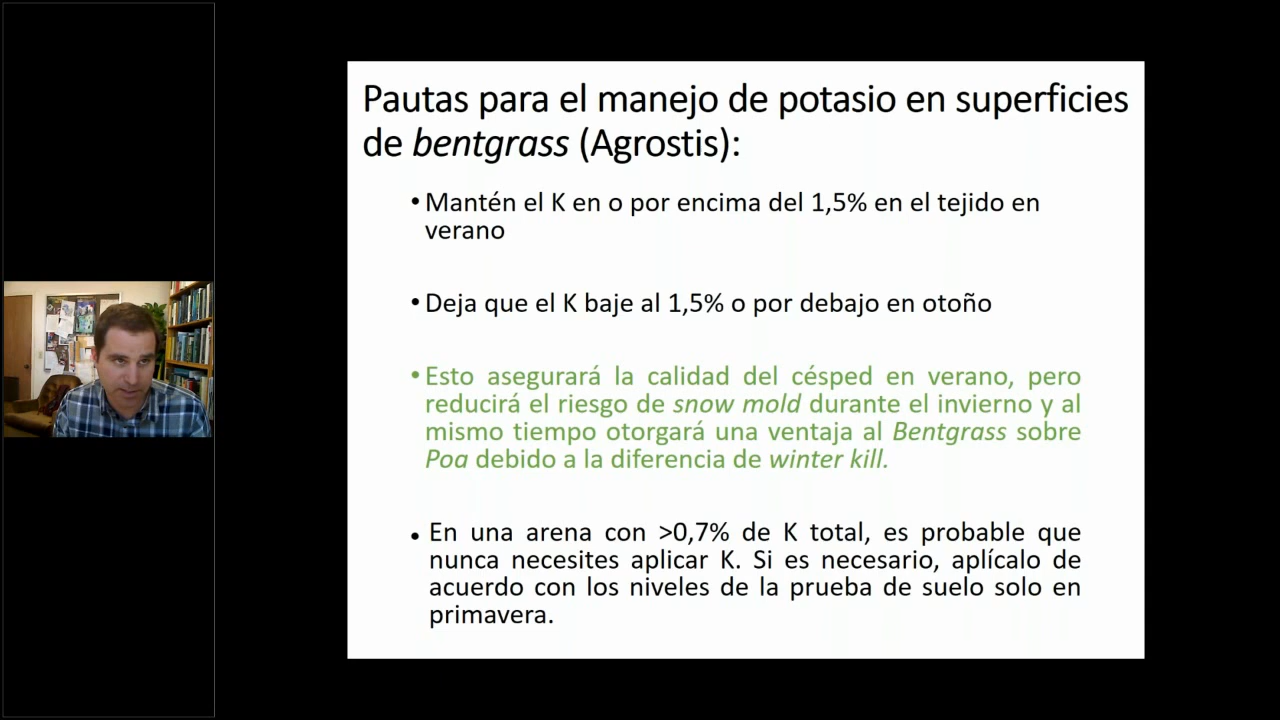 Pautas para el manejo de potasio en superficies
de bentgrass (Agrostis):
•Mantén el K en o por encima del 1,5% en el tejido en
verano
•Deja que el K baje al 1,5% o por debajo en otoño
•Esto asegurará la calidad del césped en verano, pero
reducirá el riesgo de snow mold durante el invierno y al
mismo tiempo otorgará una ventaja al Bentgrass sobre
Poa debido a la diferencia de winter kill.
• En una arena con >0,7% de K total, es probable que
nunca necesites aplicar K. Si es necesario, aplícalo de
acuerdo con los niveles de la prueba de suelo solo en
primavera.